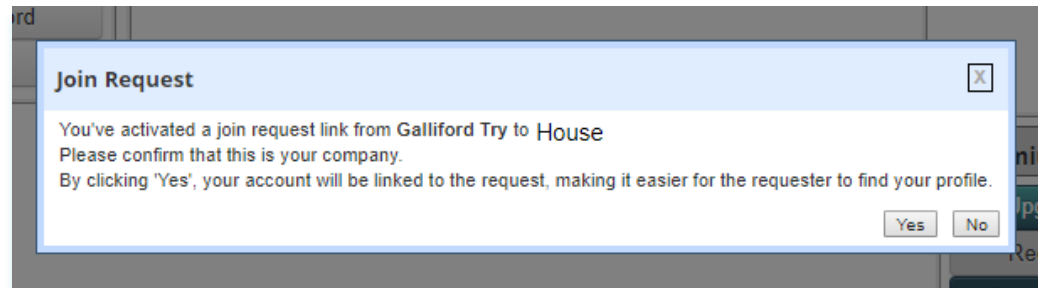 ord
Join Request
X
You've activated a join request link from Galliford Try to House
Please confirm that this is your company.
By clicking 'Yes', your account will be linked to the request, making it easier for the requester to find your profile.
Yes No